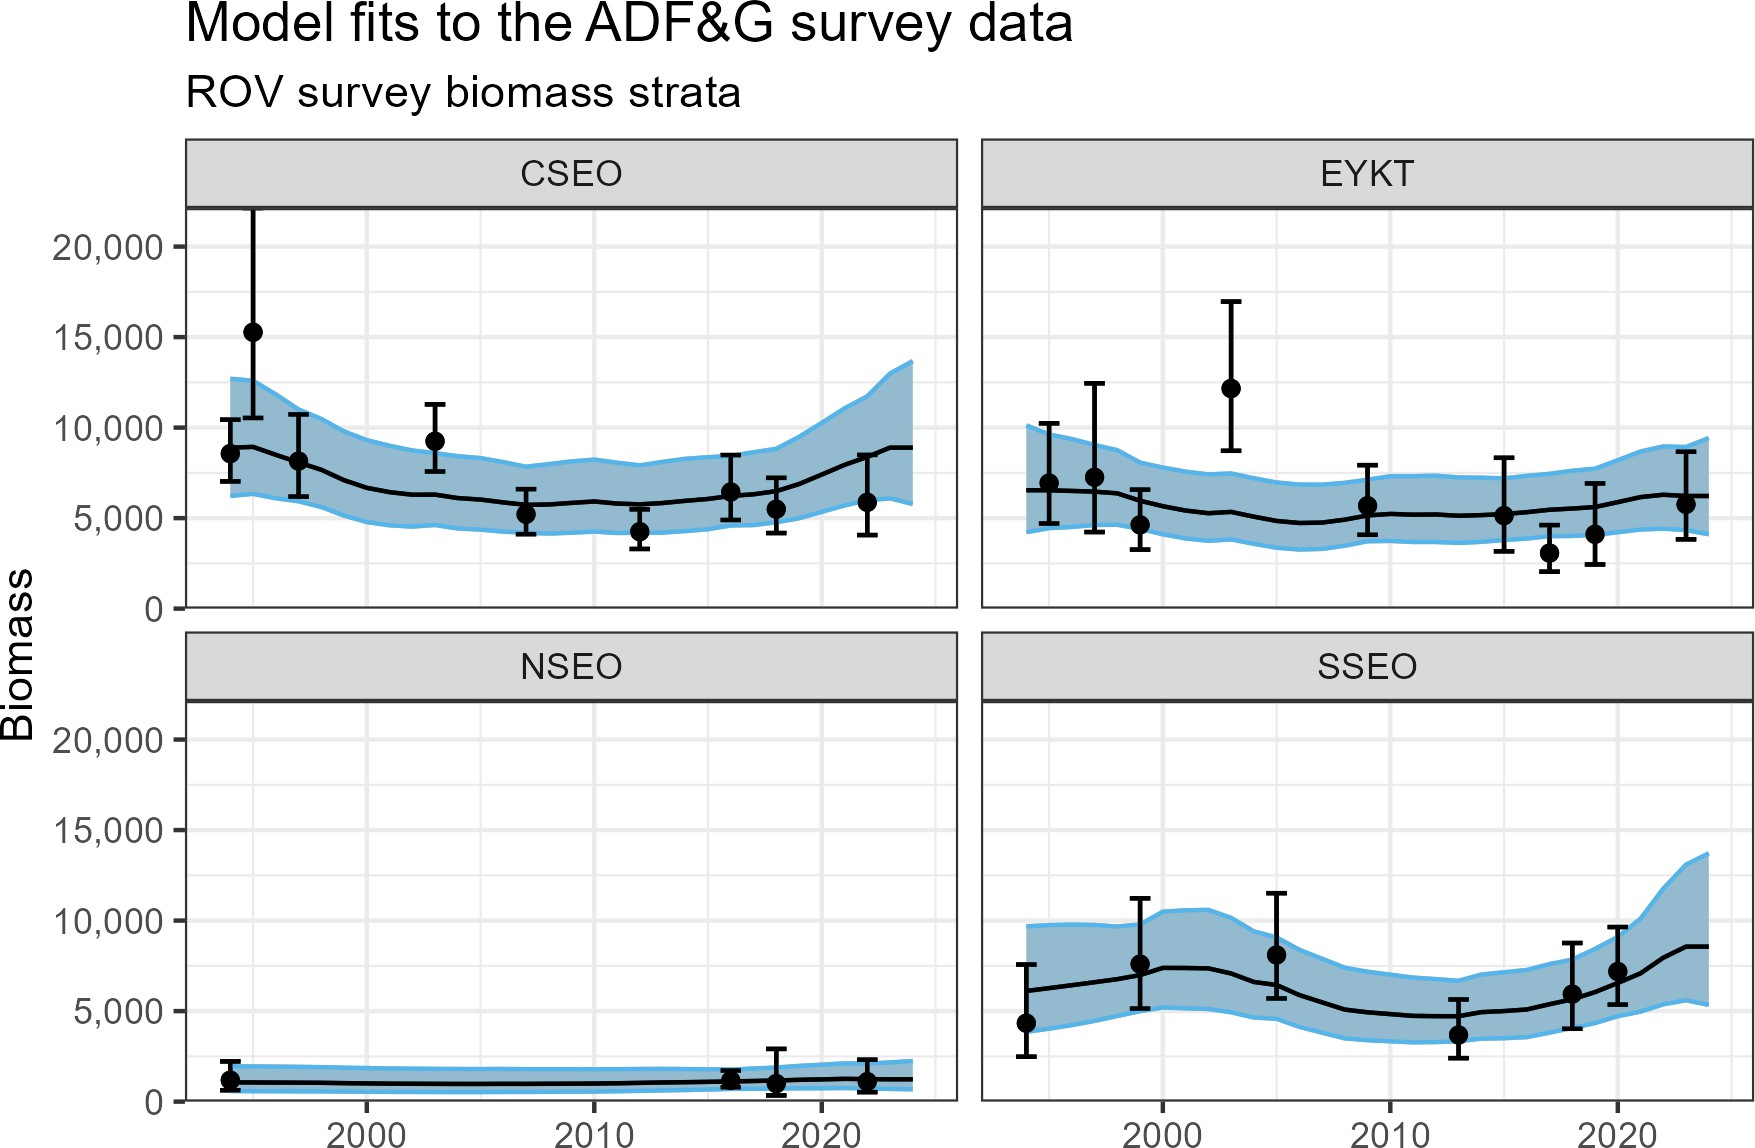 Model fits to the ADF&G survey data
ROV survey biomass strata
CSEO
EYKT
20,000
15,000
10,000
5,000
0
Biomass
NSEO
SSEO
20,000
15,000
10,000
5,000
0
2000 2010 2020 2000 2010 2020